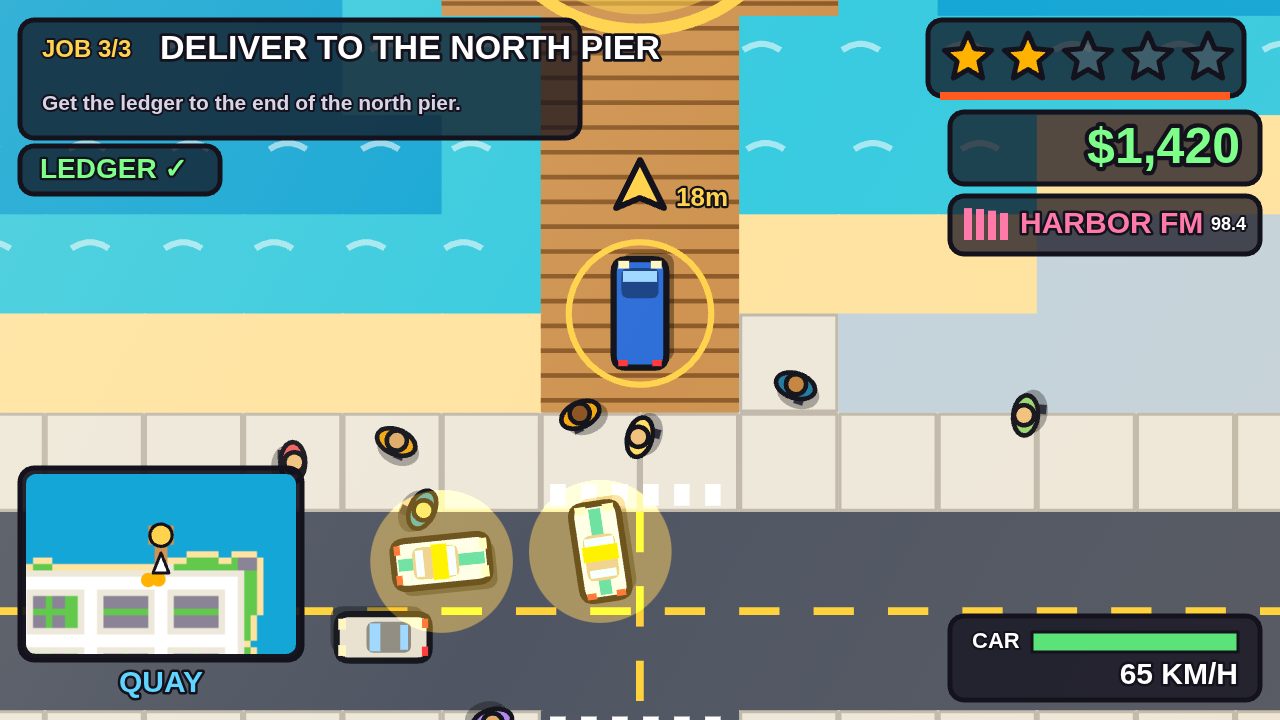 JOB 3/3 DELIVER TO THE NORTH PIER
Get the ledger to the end of the north pier.
LEDGER ✓
$1,420
HARBOR FM 98.4
18m
QUAY
CAR
65 KM/H